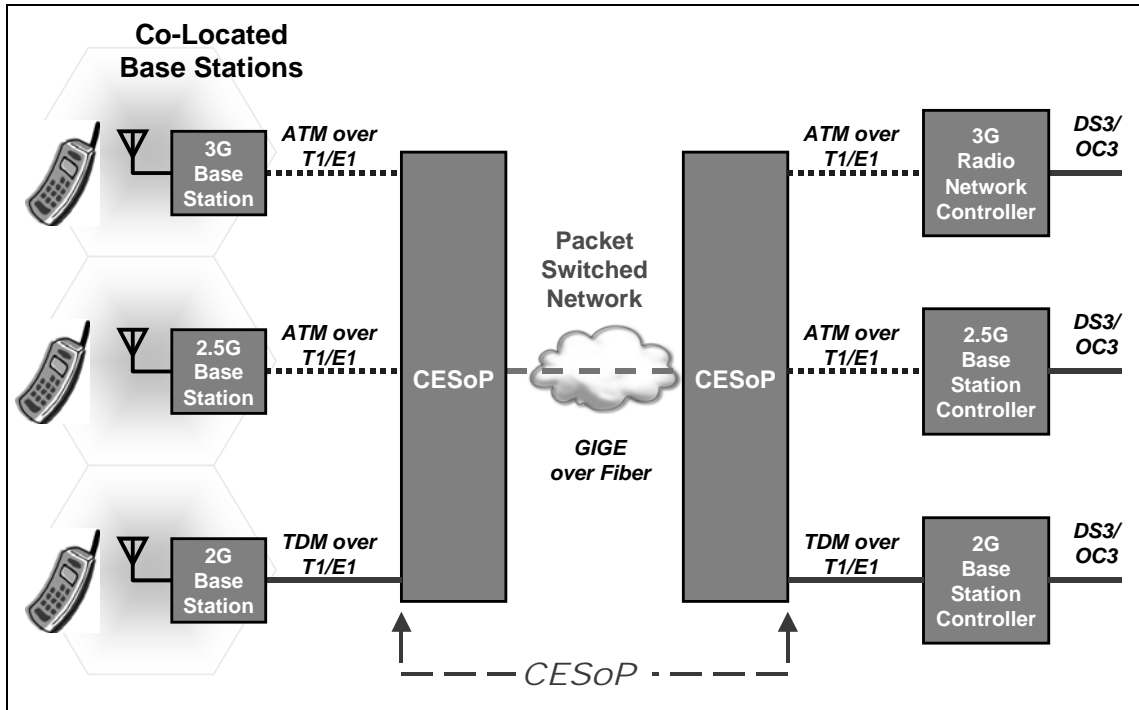 Co-Located
Base Stations
3G
Base
Station
ATM over
T1/E1
2.5G
Base
Station
ATM over
T1/E1
2G
Base
Station
TDM over
T1/E1
CESoP
Packet
Switched
Network
GIGE
over Fiber
CESoP
ATM over
T1/E1
3G
Radio
Network
Controller
DS3/
OC3
ATM over
T1/E1
2.5G
Base
Station
Controller
DS3/
OC3
TDM over
T1/E1
2G
Base
Station
Controller
DS3/
OC3
CESoP